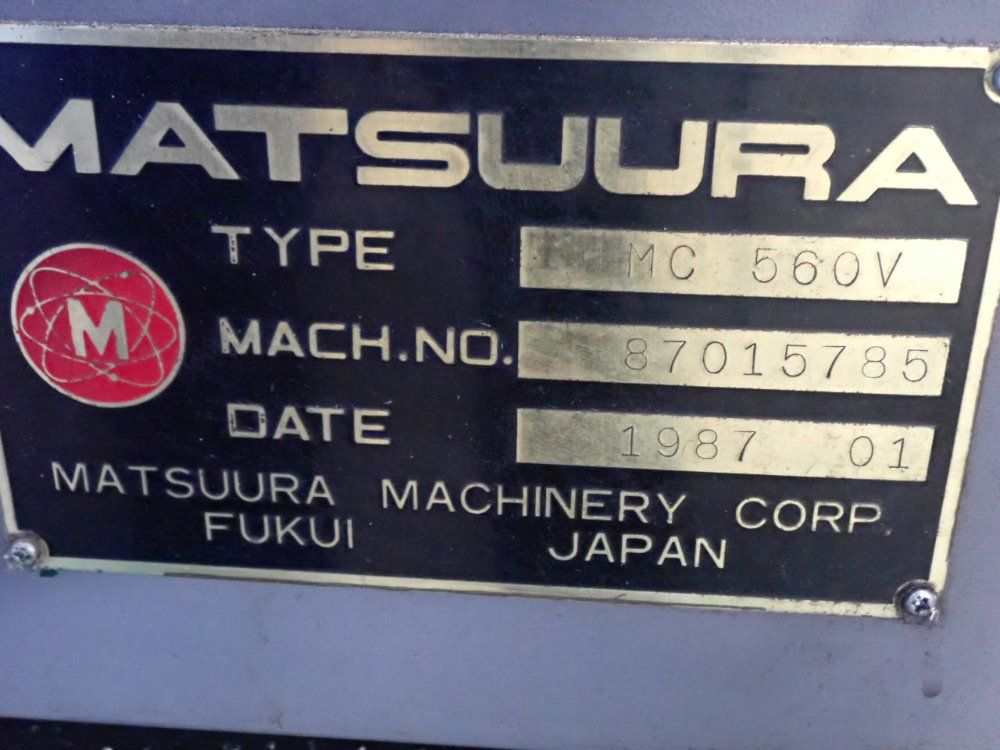 MATSUURA
TYPE MC 560V
M
MACH.NO. 87015785
DATE 1987 01
MATSUURA MACHINERY CORP
FUKUI JAPAN